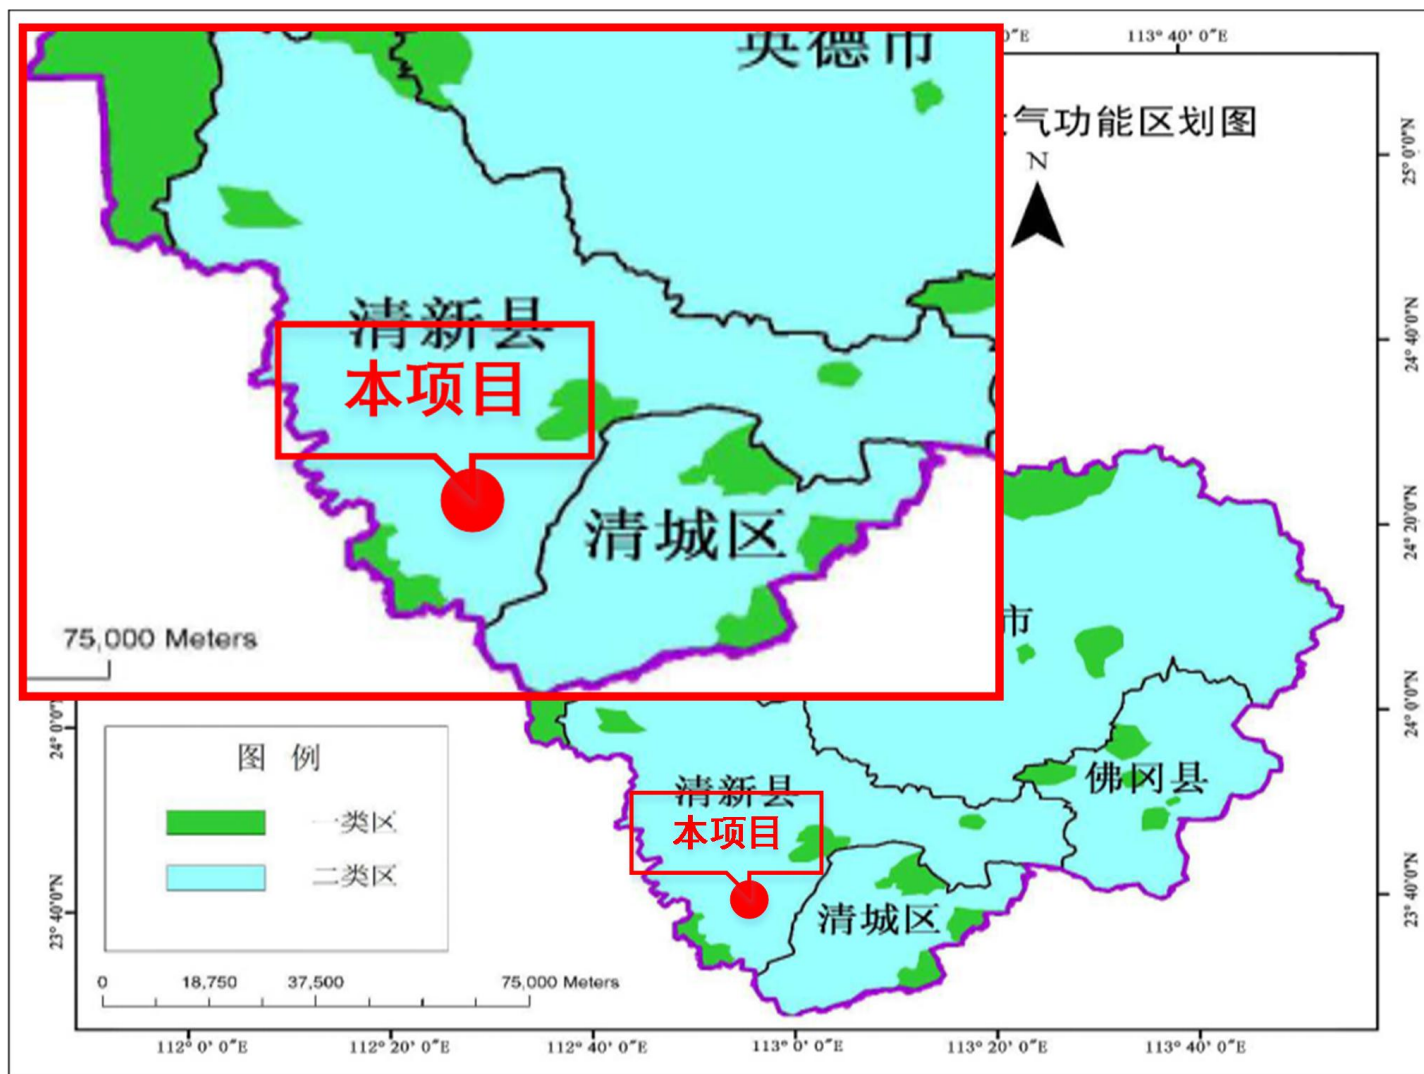 0"E
113° 40′ 0″E
英德市
气功能区划图
N
25° 0′0″N
清新县
本项目
24° 40′0″N
清城区
24° 20′0″N
75,000 Meters
市
24° 0′0″N
24° 0′0″N
图 例
一类区
二类区
清新县
本项目
佛冈县
清城区
23° 40′0″N
23° 40′0″N
0 18,750 37,500 75,000 Meters
112° 0′ 0″E 112° 20′ 0″E 112° 40′ 0″E 113° 0′ 0″E 113° 20′ 0″E 113° 40′ 0″E